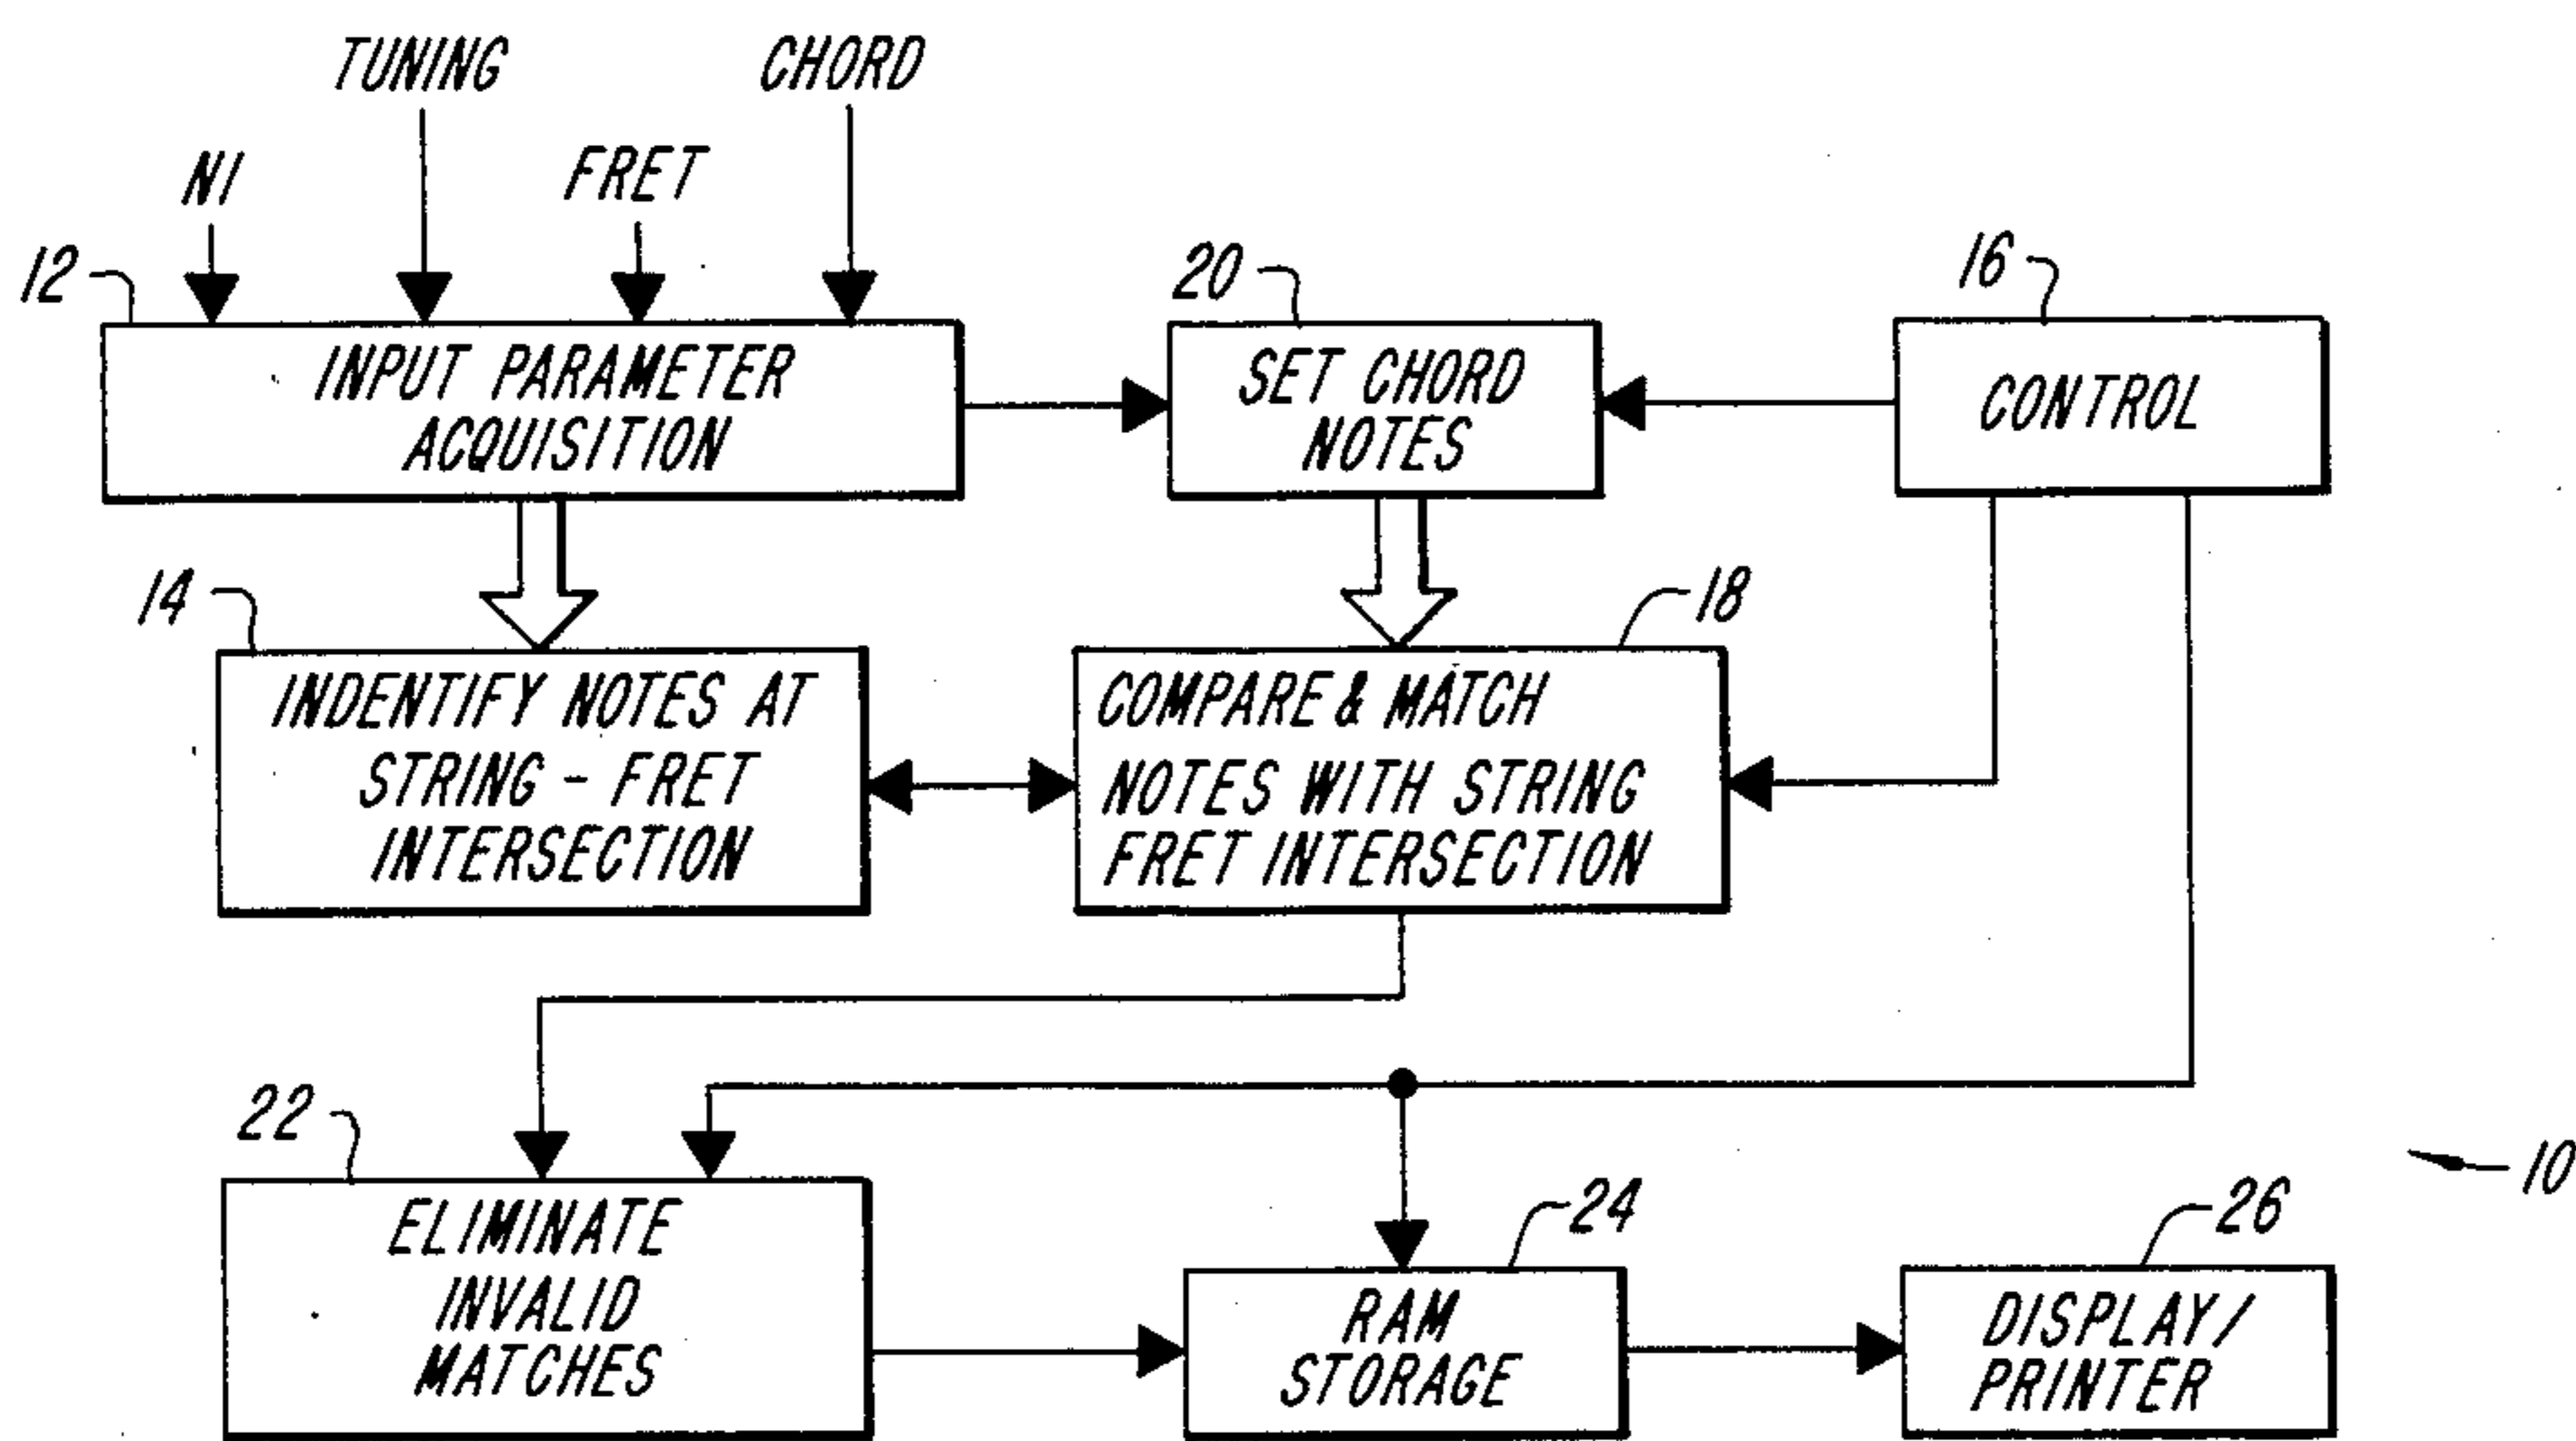 TUNING
CHORD
N1
FRET
12
20
16
INPUT PARAMETER
ACQUISITION
SET CHORD
NOTES
CONTROL
14
18
INDENTIFY NOTES AT
STRING - FRET
INTERSECTION
COMPARE & MATCH
NOTES WITH STRING
FRET INTERSECTION
22
24
26
10
ELIMINATE
INVALID
MATCHES
RAM
STORAGE
DISPLAY/
PRINTER